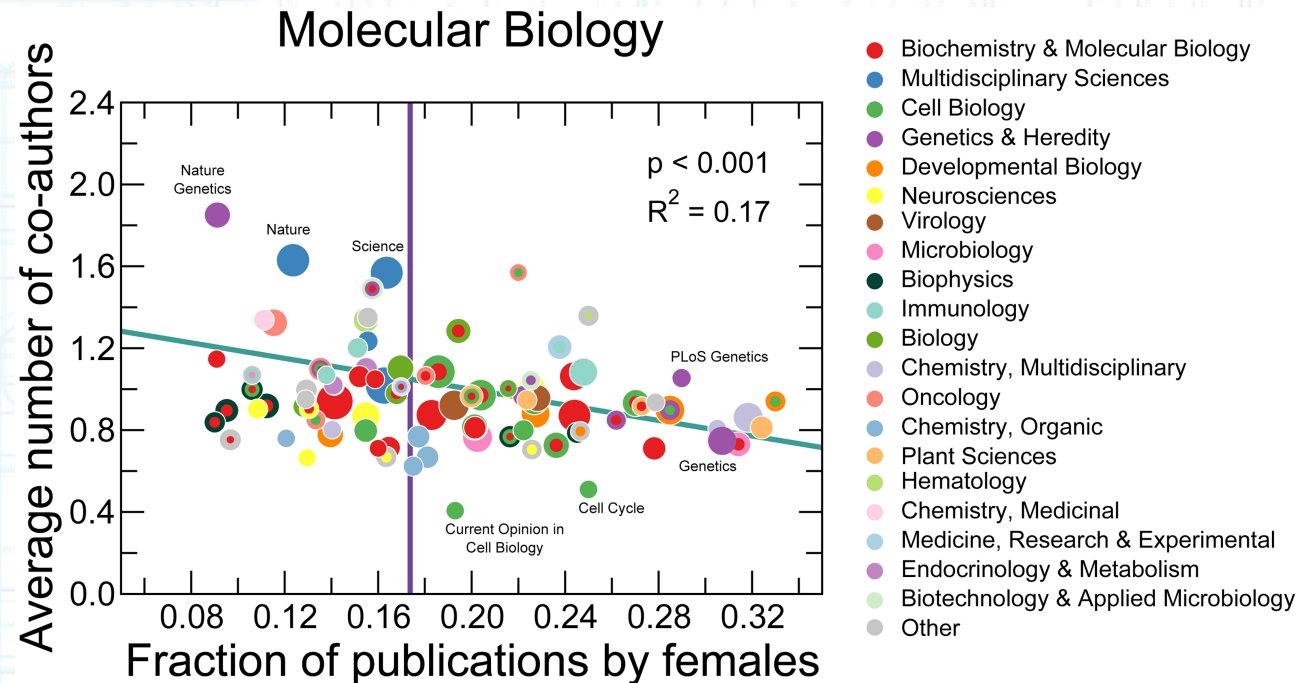 Molecular Biology
Average number of co-authors
2.4
2.0
1.6
1.2
0.8
0.4
0.0
Nature
Genetics
Nature
Science
p < 0.001
R² = 0.17
PLoS Genetics
Genetics
Cell Cycle
Current Opinion in
Cell Biology
0.08 0.12 0.16 0.20 0.24 0.28 0.32
Fraction of publications by females
Biochemistry & Molecular Biology
Multidisciplinary Sciences
Cell Biology
Genetics & Heredity
Developmental Biology
Neurosciences
Virology
Microbiology
Biophysics
Immunology
Biology
Chemistry, Multidisciplinary
Oncology
Chemistry, Organic
Plant Sciences
Hematology
Chemistry, Medicinal
Medicine, Research & Experimental
Endocrinology & Metabolism
Biotechnology & Applied Microbiology
Other